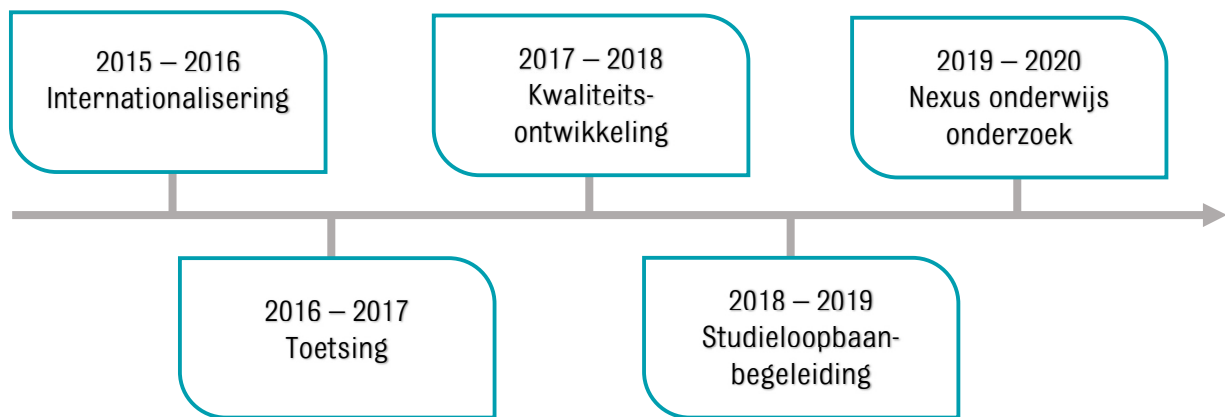 2015 – 2016
Internationalisering
2017 – 2018
Kwaliteits-
ontwikkeling
2019 – 2020
Nexus onderwijs
onderzoek
2016 – 2017
Toetsing
2018 – 2019
Studieloopbaan-
begeleiding